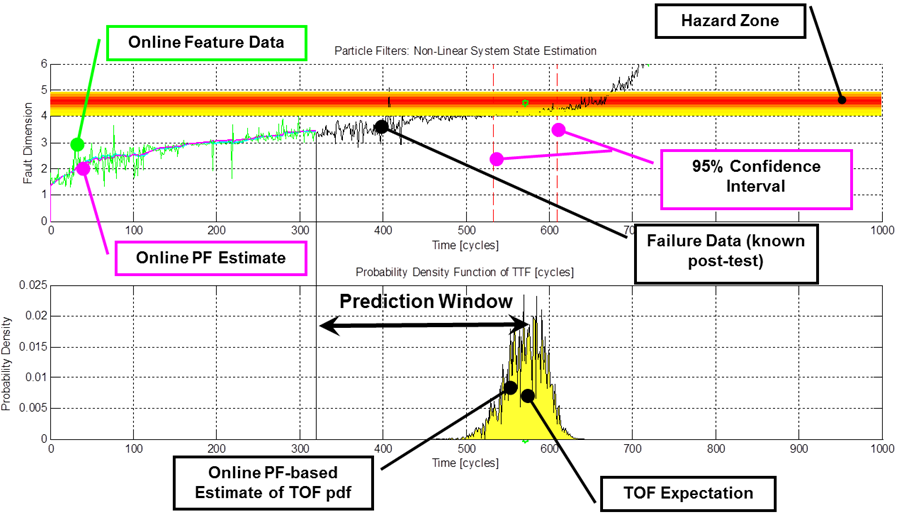 Hazard Zone
Online Feature Data
Particle Filters: Non-Linear System State Estimation
6
5
4
3
2
1
0
Fault Dimension
0
100
200
300
400
500
600
700
800
900
1000
Time [cycles]
95% Confidence
Interval
Online PF Estimate
Failure Data (known
post-test)
Probability Density Function of TTF [cycles]
0.025
0.02
0.015
0.01
0.005
0
Probability Density
Prediction Window
0
100
200
300
400
500
600
700
800
900
1000
Time [cycles]
Online PF-based
Estimate of TOF pdf
TOF Expectation